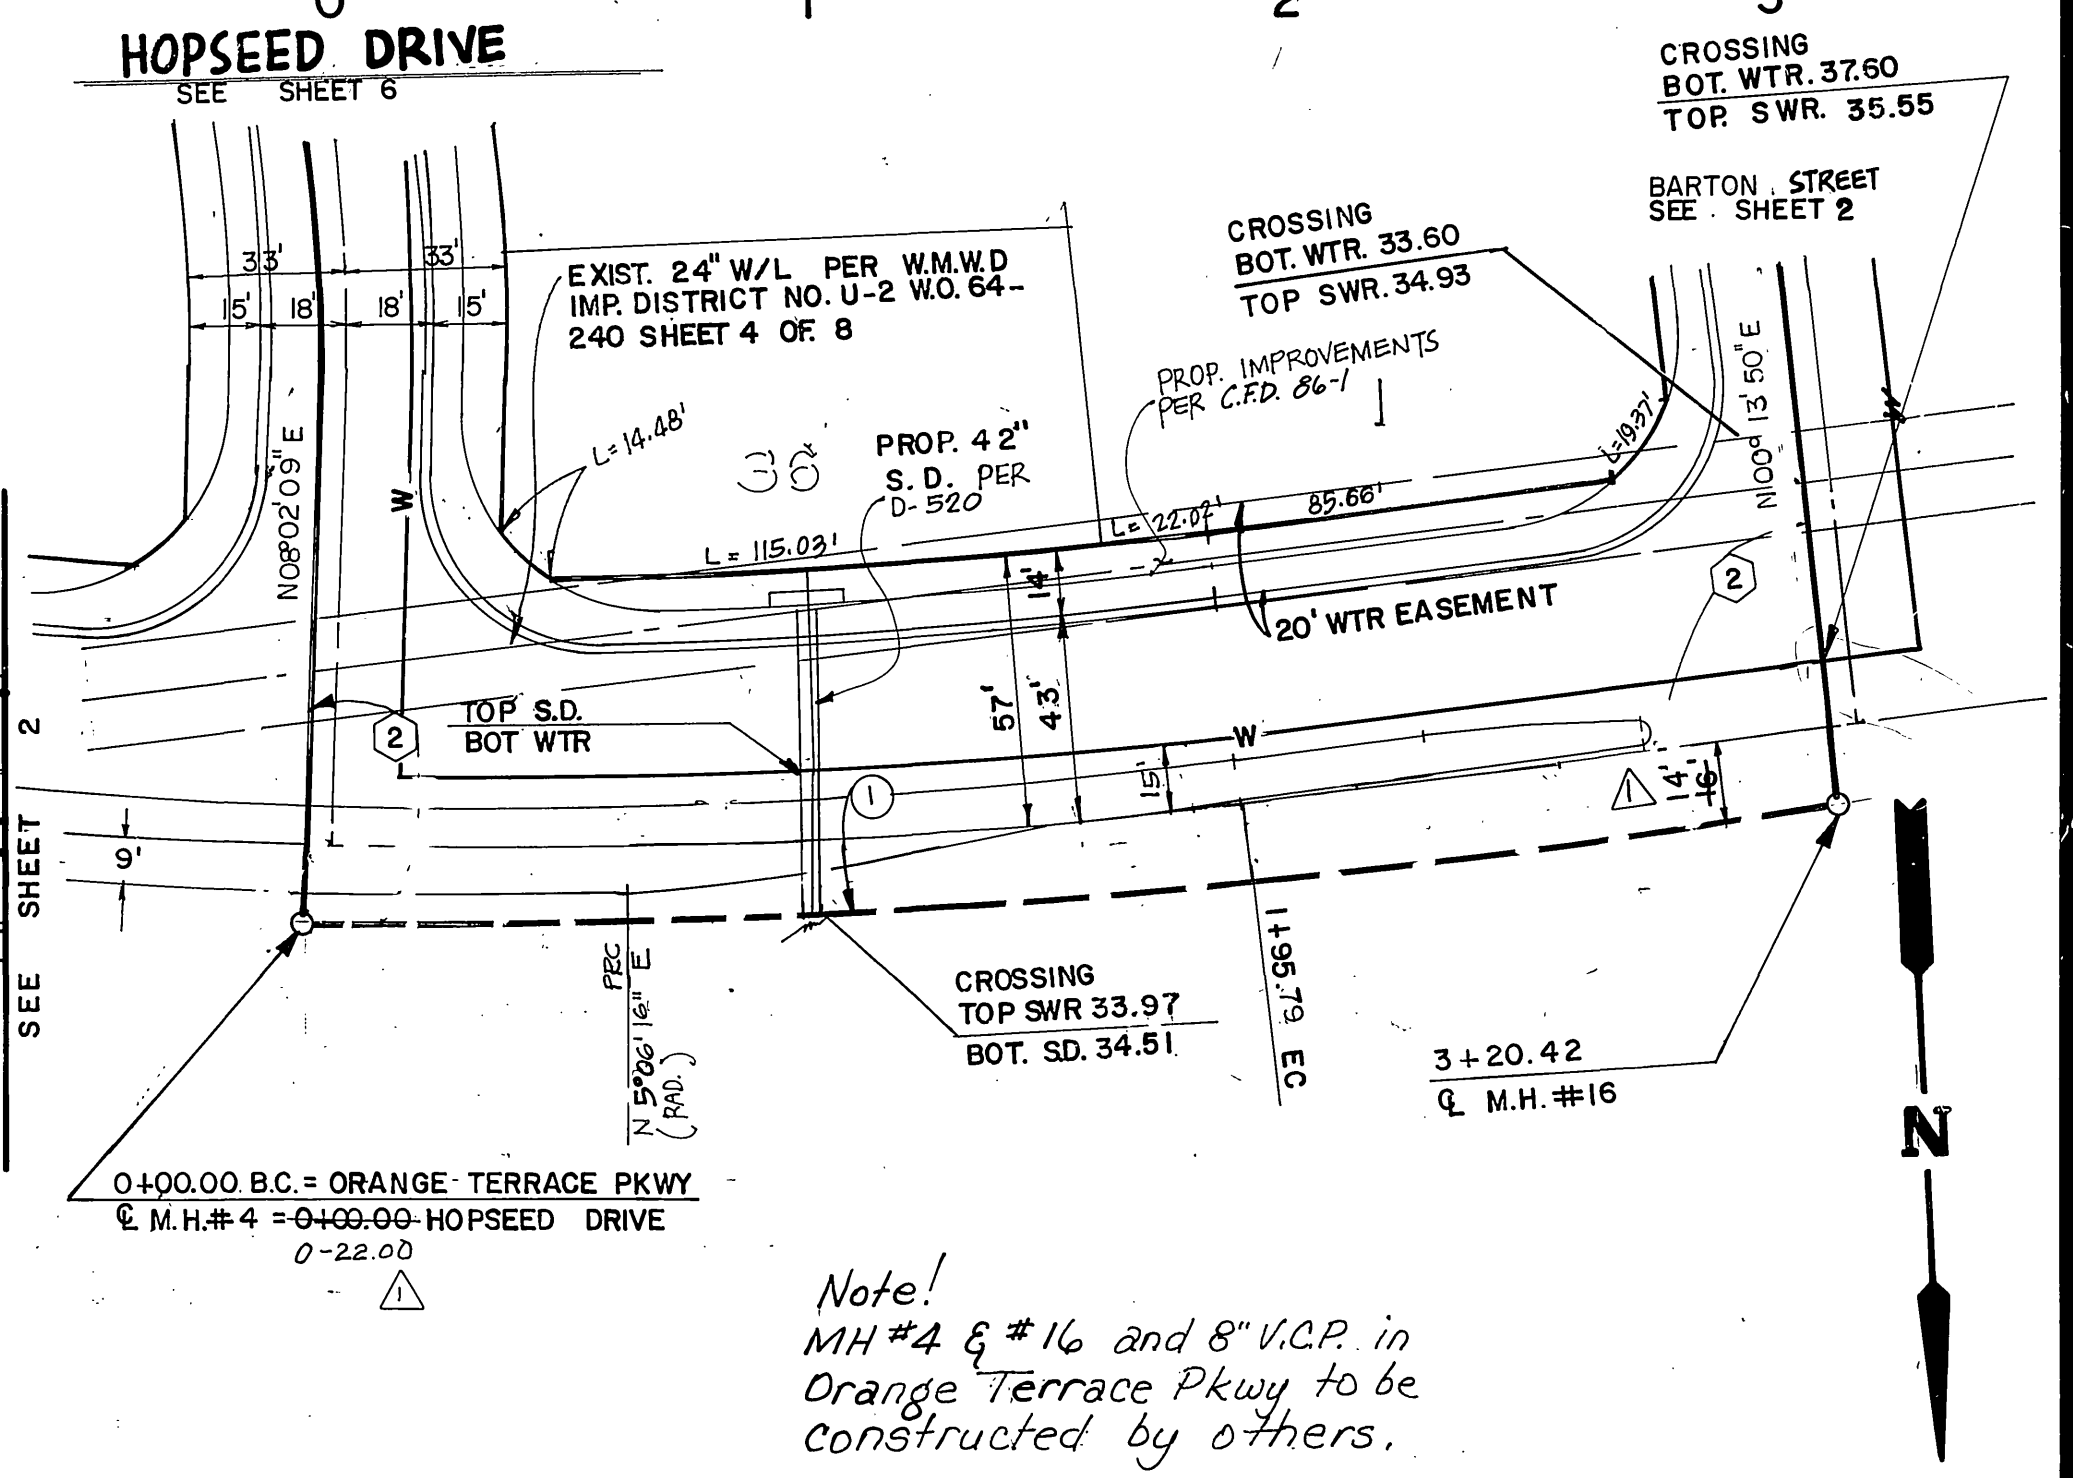 HOPSEED DRIVE
SEE SHEET 6
CROSSING
BOT. WTR. 37.60
TOP. SWR. 35.55
BARTON STREET
SEE SHEET 2
CROSSING
BOT. WTR. 33.60
TOP SWR. 34.93
33'
33'
15'
18'
18'
15'
EXIST. 24" W/L PER W.M.W.D
IMP. DISTRICT NO. U-2 W.O. 64-
240 SHEET 4 OF 8
PROP. IMPROVEMENTS
PER C.F.D. 86-1
L=14.48'
PROP. 42"
S. D. PER
D-520
N08°02'09"E
W
L= 115.03'
L= 22.02'
85.66'
L=19.37'
N00° 13' 50" E
14'
20' WTR EASEMENT
2
57'
43'
TOP S.D.
BOT WTR
2
W
15'
1
1
14'
16'
9'
SEE SHEET 2
PRC
N 5°06'16" E
(RAD.)
CROSSING
TOP SWR 33.97
BOT. S.D. 34.51
1+95.79 EC
3+20.42
℄ M.H. #16
N
0+00.00 B.C. = ORANGE TERRACE PKWY
℄ M.H.#4 = 0+00.00 HOPSEED DRIVE
0-22.00
1
Note!
MH #4 & #16 and 8" V.C.P. in
Orange Terrace Pkwy to be
constructed by others.